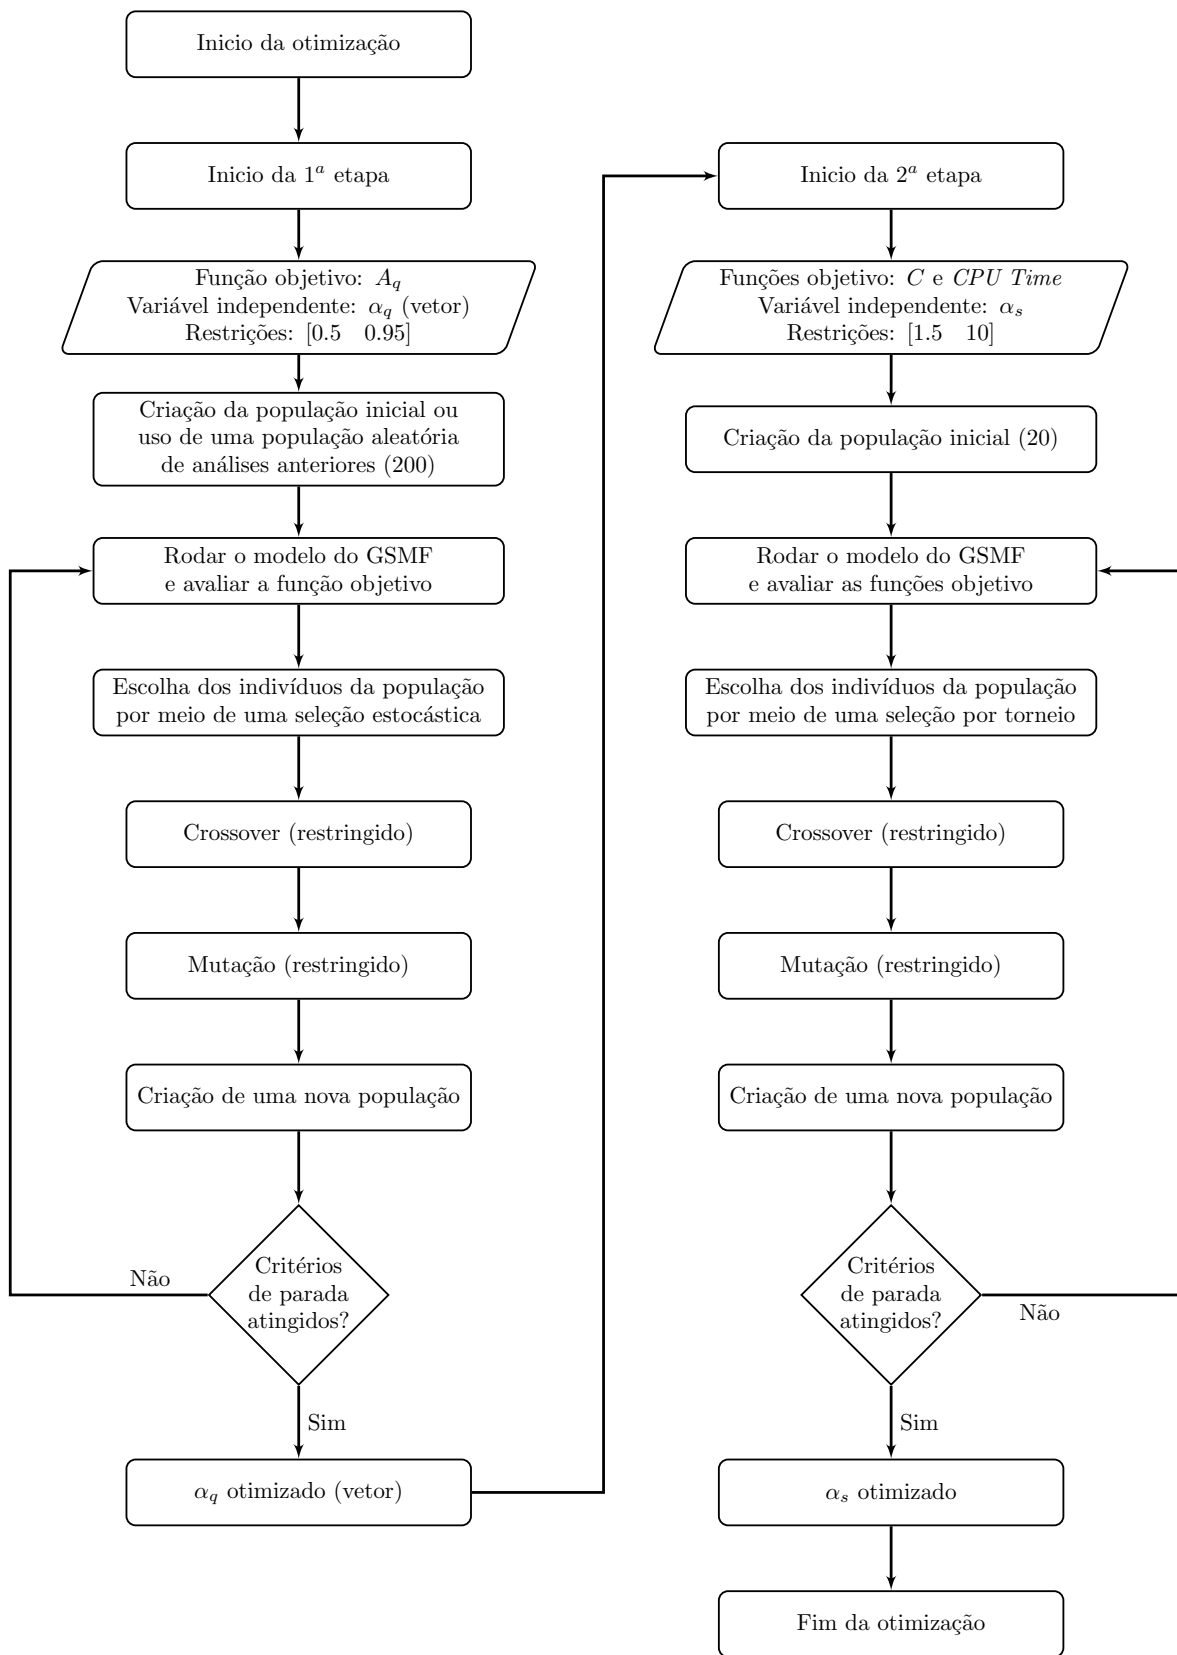 Inicio da otimização
Inicio da 1ª etapa
Função objetivo: A_q
Variável independente: α_q (vetor)
Restrições: [0.5 0.95]
Criação da população inicial ou
uso de uma população aleatória
de análises anteriores (200)
Rodar o modelo do GSMF
e avaliar a função objetivo
Escolha dos indivíduos da população
por meio de uma seleção estocástica
Crossover (restringido)
Mutação (restringido)
Criação de uma nova população
Critérios
de parada
atingidos?
Não
Sim
α_q otimizado (vetor)
Inicio da 2ª etapa
Funções objetivo: C e CPU Time
Variável independente: α_s
Restrições: [1.5 10]
Criação da população inicial (20)
Rodar o modelo do GSMF
e avaliar as funções objetivo
Escolha dos indivíduos da população
por meio de uma seleção por torneio
Crossover (restringido)
Mutação (restringido)
Criação de uma nova população
Critérios
de parada
atingidos?
Não
Sim
α_s otimizado
Fim da otimização